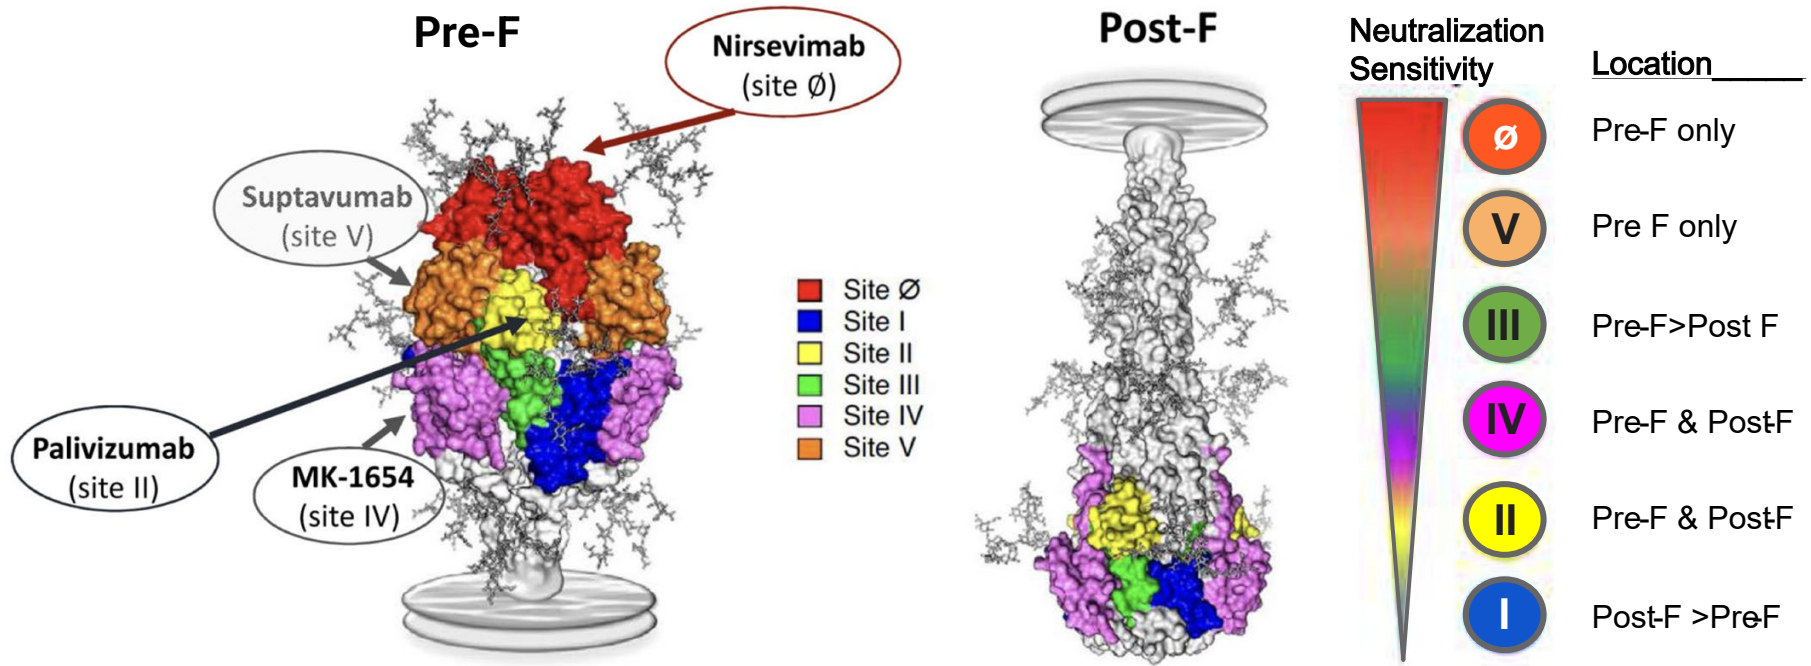 Pre-F
Nirsevimab
(site Ø)
Suptavumab
(site V)
Palivizumab
(site II)
MK-1654
(site IV)
Site Ø
Site I
Site II
Site III
Site IV
Site V
Post-F
Neutralization
Sensitivity
Location_____
ø
Pre-F only
V
Pre F only
III
Pre-F>Post F
IV
Pre-F & Post-F
II
Pre-F & Post-F
I
Post-F >Pre-F